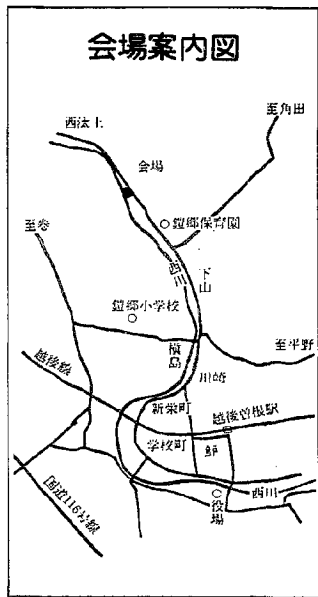 会場案内図
至角田
西汰上
会場
鎧郷保育園
至巻
西川
下山
鎧郷小学校
槇島
至平野
川崎
越後線
新栄町
越後曽根駅
学校町
鱸
西川
役場
国道116号線